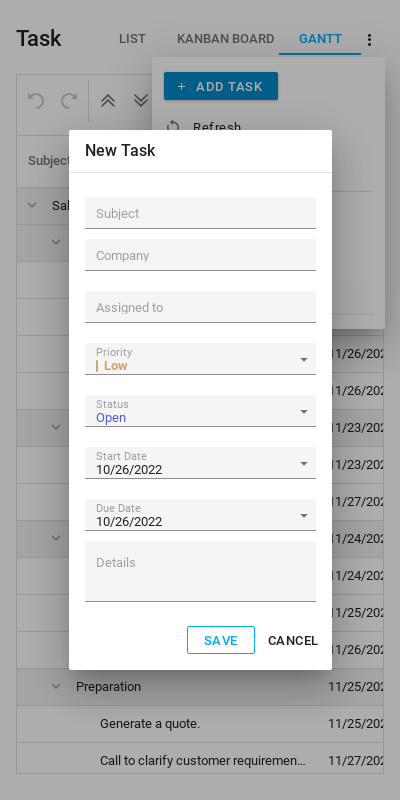 Task
LIST
KANBAN BOARD
GANTT
+ ADD TASK
Refresh
New Task
Subject
Company
Assigned to
Priority
Low
Status
Open
Start Date
10/26/2022
Due Date
10/26/2022
Details
SAVE
CANCEL
Subject
Sal
11/26/202
11/26/202
11/23/202
11/23/202
11/27/202
11/24/202
11/24/202
11/25/202
11/26/202
Preparation
11/25/202
Generate a quote.
11/25/202
Call to clarify customer requiremen...
11/27/202